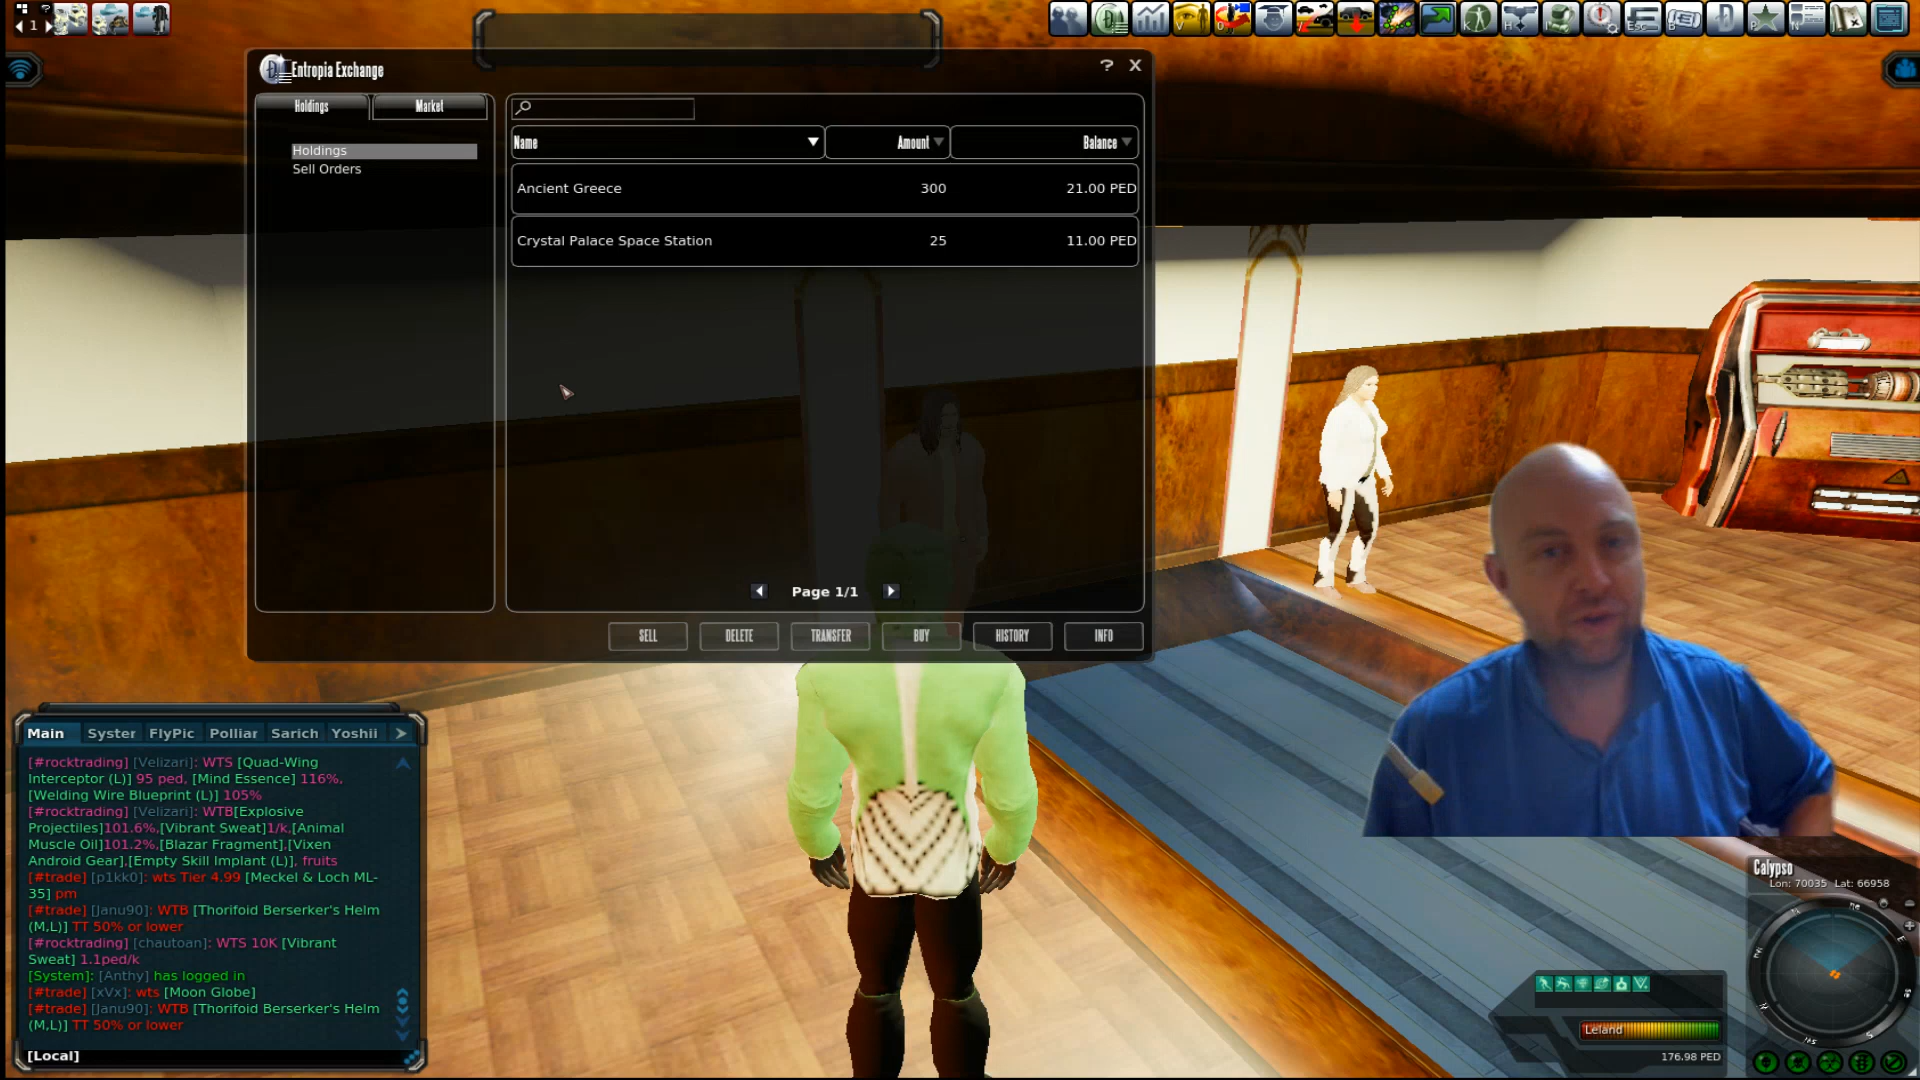 1
Entropia Exchange
? X
Holdings
Market
Holdings
Sell Orders
Name
Amount
Balance
Ancient Greece
300
21.00 PED
Crystal Palace Space Station
25
11.00 PED
Page 1/1
SELL
DELETE
TRANSFER
BUY
HISTORY
INFO
Main Syster FlyPic Polliar Sarich Yoshii
[#rocktrading] [Velizari]: WTS [Quad-Wing
Interceptor (L)] 95 ped, [Mind Essence] 116%,
[Welding Wire Blueprint (L)] 105%
[#rocktrading] [Velizari]: WTB[Explosive
Projectiles]101.6%,[Vibrant Sweat]1/k,[Animal
Muscle Oil]101.2%,[Blazar Fragment],[Vixen
Android Gear],[Empty Skill Implant (L)], fruits
[#trade] [p1kk0]: wts Tier 4.99 [Meckel & Loch ML-
35] pm
[#trade] [Janu90]: WTB [Thorifoid Berserker's Helm
(M,L)] TT 50% or lower
[#rocktrading] [chautoan]: WTS 10K [Vibrant
Sweat] 1.1ped/k
[System]: [Anthy] has logged in
[#trade] [xVx]: wts [Moon Globe]
[#trade] [Janu90]: WTB [Thorifoid Berserker's Helm
(M,L)] TT 50% or lower
[Local]
Calypso
Lon: 70035 Lat: 66958
Leland
176.98 PED